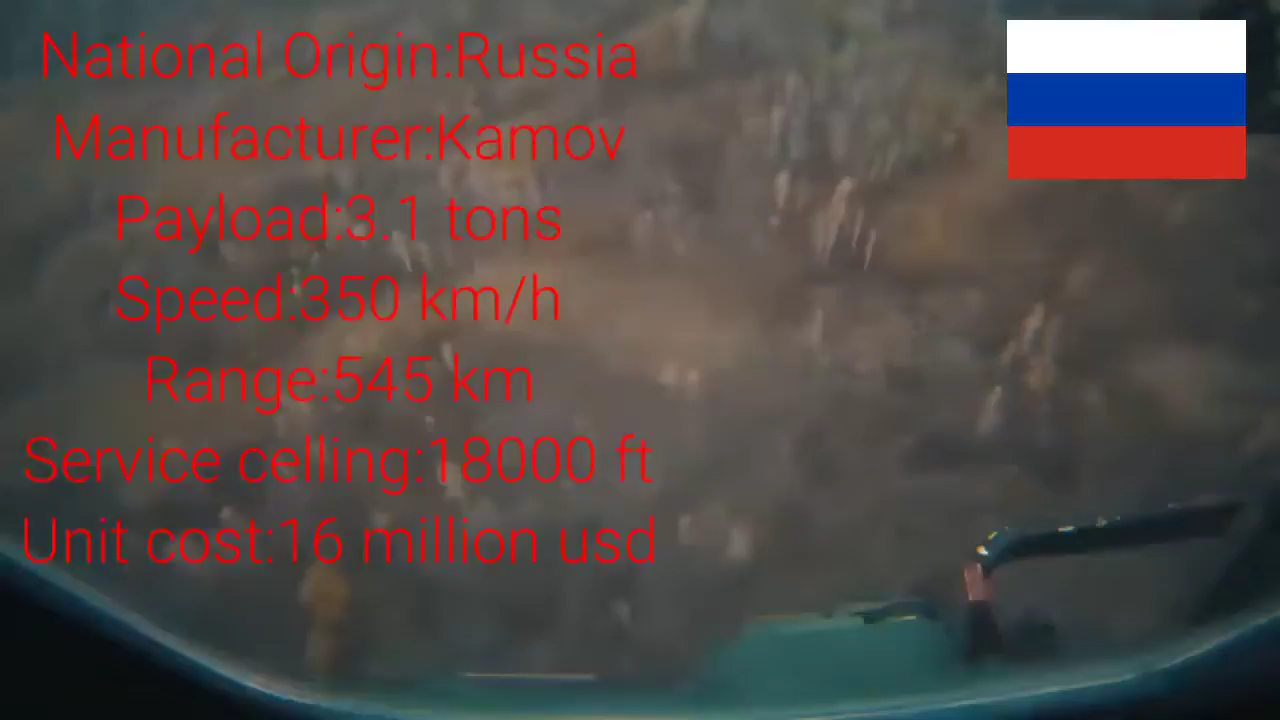 National Origin:Russia
Manufacturer:Kamov
Payload:3.1 tons
Speed:350 km/h
Range:545 km
Service celling:18000 ft
Unit cost:16 million usd